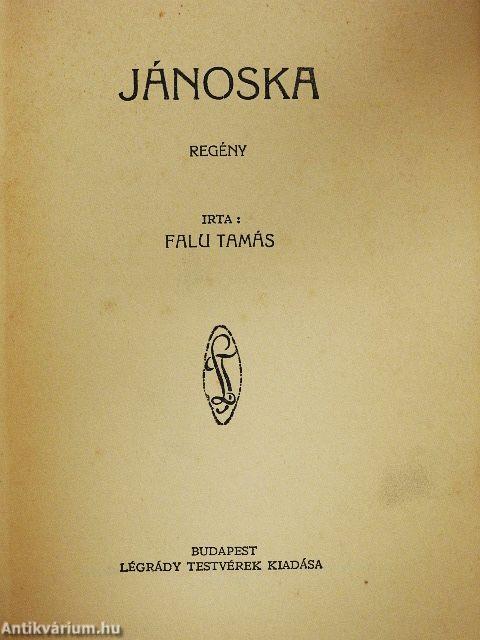 JÁNOSKA
REGÉNY
IRTA :
FALU TAMÁS
BUDAPEST
LÉGRÁDY TESTVÉREK KIADÁSA
Antikvárium.hu